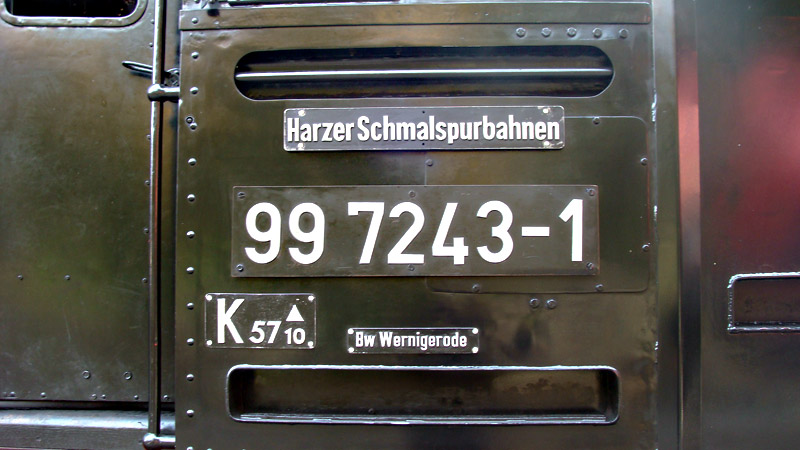 Harzer Schmalspurbahnen
99 7243-1
K 57 10
Bw Wernigerode